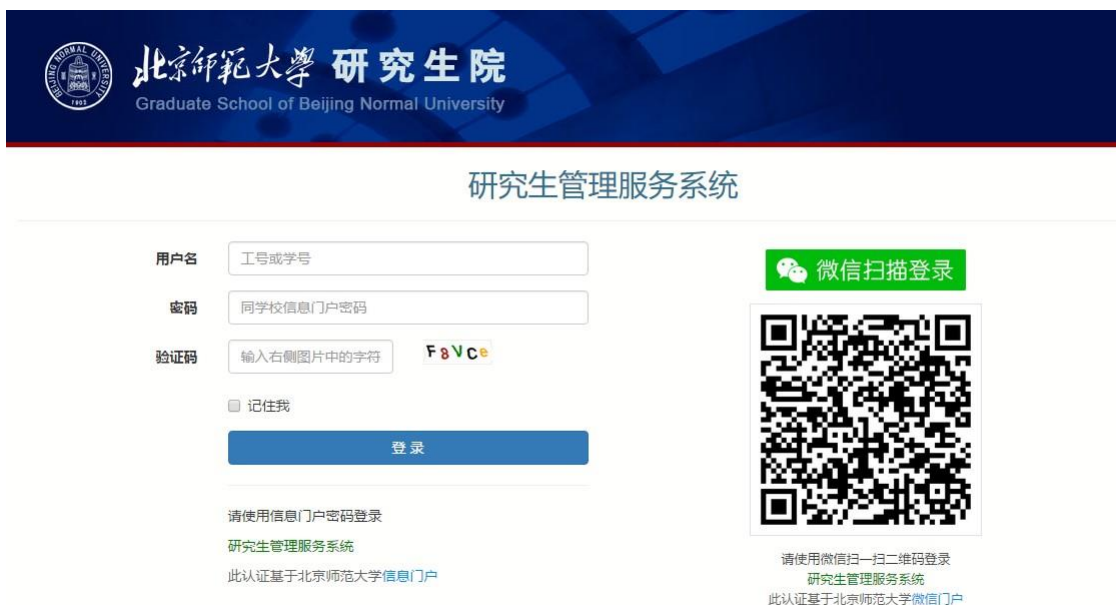 BEIJING NORMAL UNIVERSITY
1902
北京師範大學 研究生院
Graduate School of Beijing Normal University
研究生管理服务系统
用户名 工号或学号
密码 同学校信息门户密码
验证码 输入右侧图片中的字符 F8VCe
记住我
登录
请使用信息门户密码登录
研究生管理服务系统
此认证基于北京师范大学信息门户
微信扫描登录
请使用微信扫一扫二维码登录
研究生管理服务系统
此认证基于北京师范大学微信门户